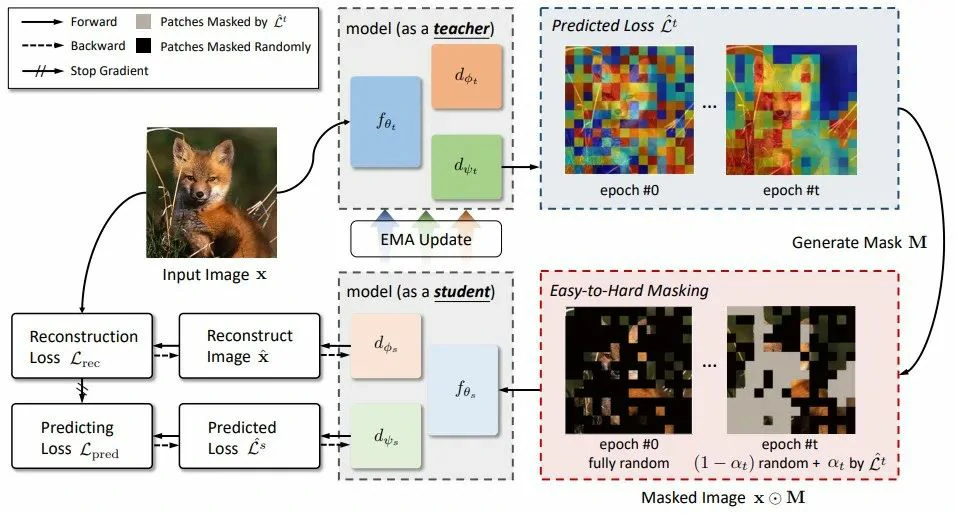 Forward
Backward
Stop Gradient
Patches Masked by $\hat{\mathcal{L}}^t$
Patches Masked Randomly
model (as a teacher)
$f_{\theta_t}$
$d_{\phi_t}$
$d_{\psi_t}$
Predicted Loss $\hat{\mathcal{L}}^t$
...
epoch #0
epoch #t
Input Image $\mathbf{x}$
EMA Update
Generate Mask $\mathbf{M}$
model (as a student)
$d_{\phi_s}$
$f_{\theta_s}$
$d_{\psi_s}$
Easy-to-Hard Masking
...
epoch #0
fully random
epoch #t
$(1 - \alpha_t)$ random + $\alpha_t$ by $\hat{\mathcal{L}}^t$
Masked Image $\mathbf{x} \odot \mathbf{M}$
Reconstruction
Loss $\mathcal{L}_{\text{rec}}$
Reconstruct
Image $\hat{\mathbf{x}}$
Predicting
Loss $\mathcal{L}_{\text{pred}}$
Predicted
Loss $\hat{\mathcal{L}}^s$